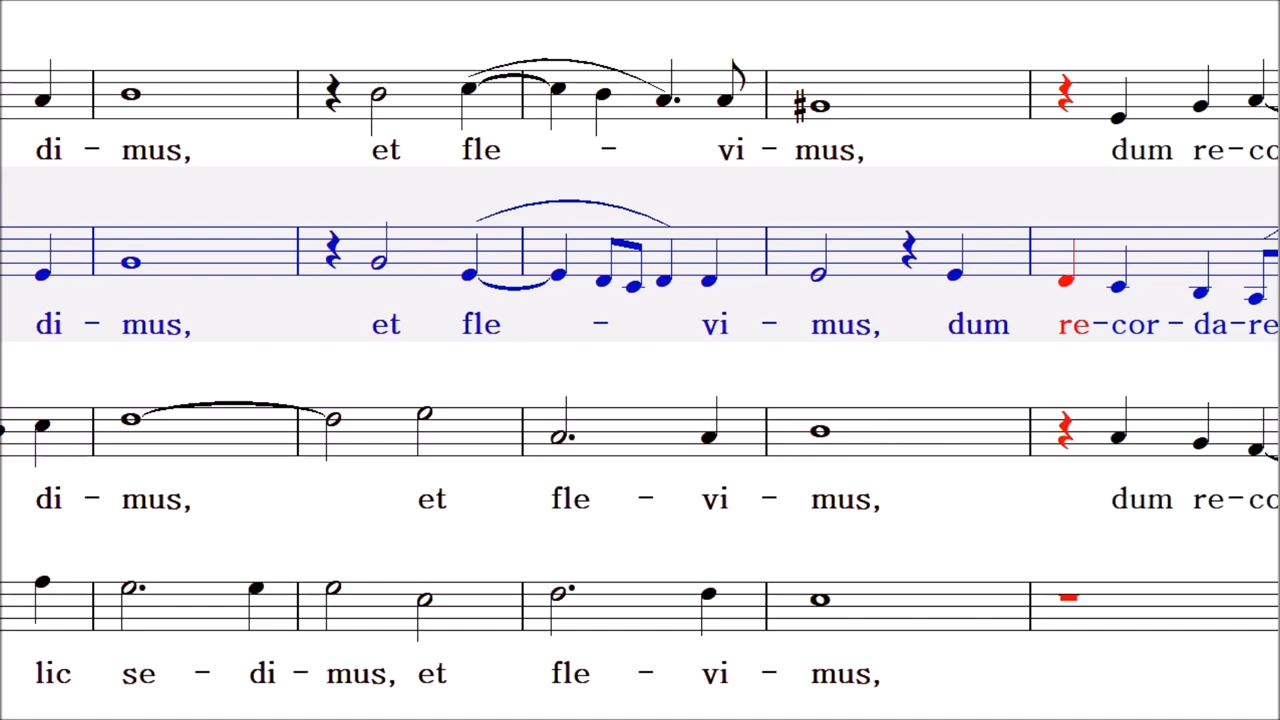 di - mus, et fle - vi - mus, dum re-co
di - mus, et fle - vi - mus, dum re-cor-da-re
di - mus, et fle - vi - mus, dum re-co
lic se - di - mus, et fle - vi - mus,